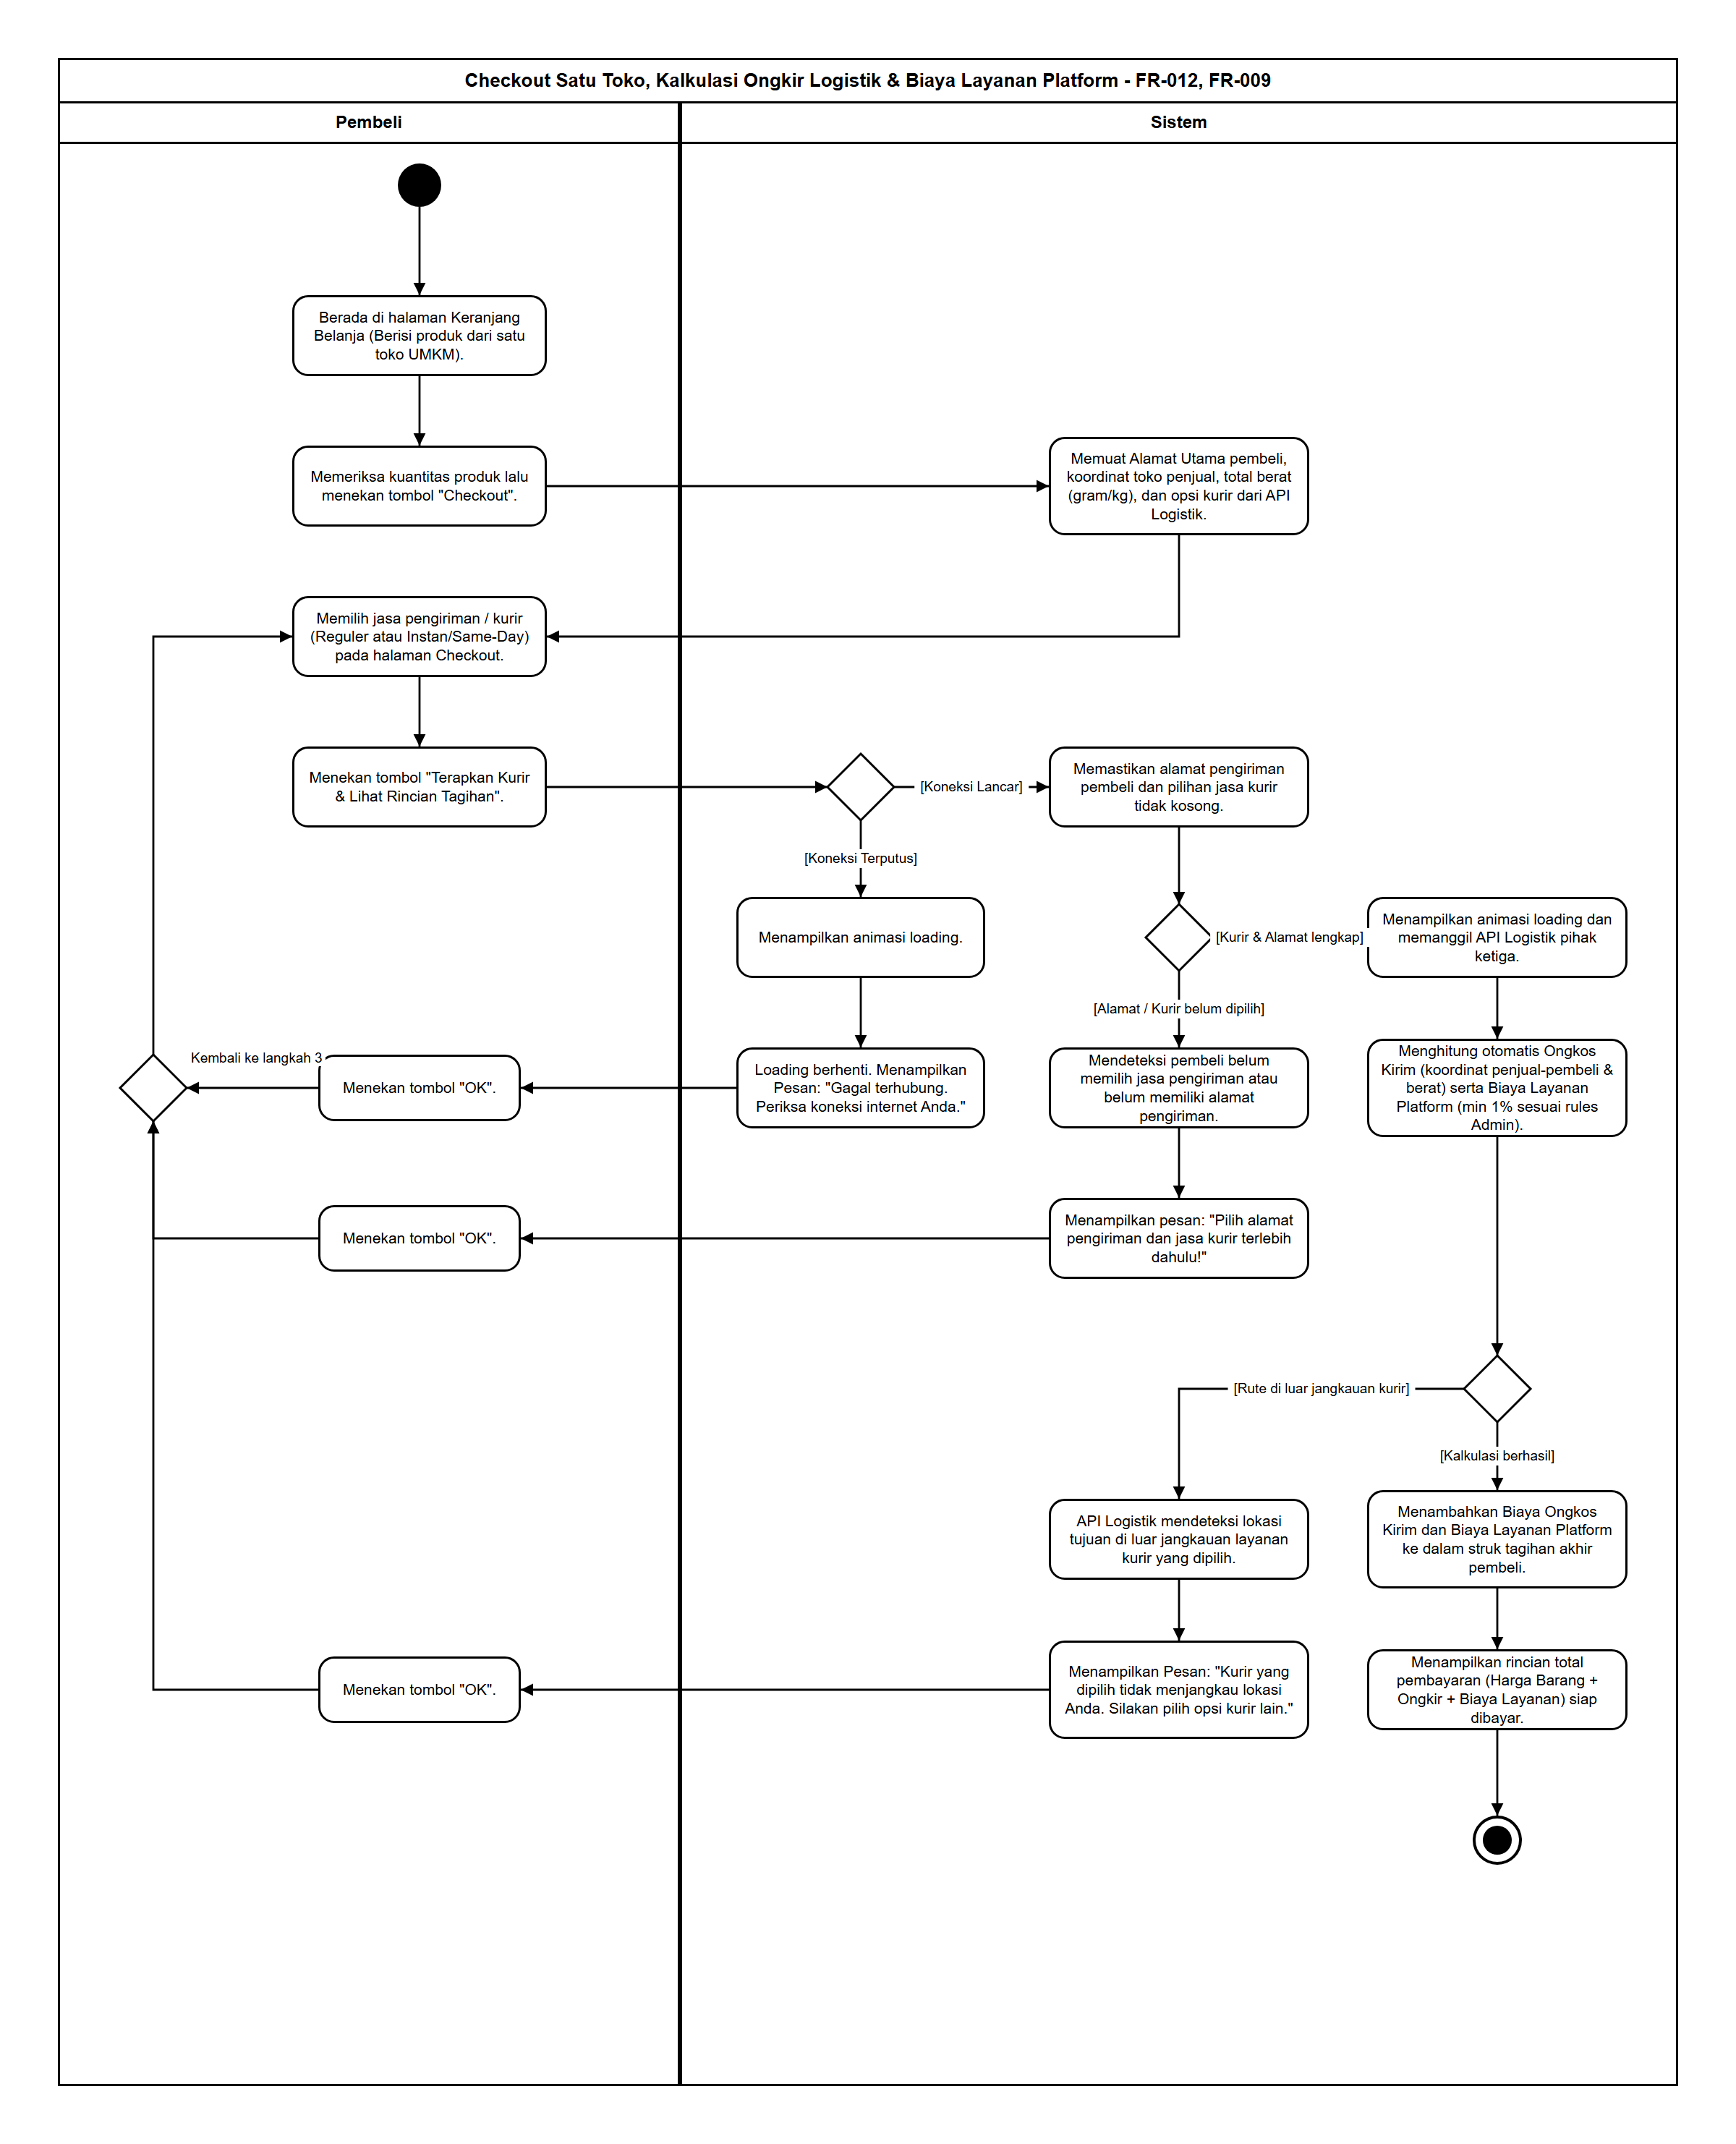 Checkout Satu Toko, Kalkulasi Ongkir Logistik & Biaya Layanan Platform - FR-012, FR-009
Pembeli
Sistem
Berada di halaman Keranjang
Belanja (Berisi produk dari satu
toko UMKM).
Memeriksa kuantitas produk lalu
menekan tombol "Checkout".
Memuat Alamat Utama pembeli,
koordinat toko penjual, total berat
(gram/kg), dan opsi kurir dari API
Logistik.
Memilih jasa pengiriman / kurir
(Reguler atau Instan/Same-Day)
pada halaman Checkout.
Menekan tombol "Terapkan Kurir
& Lihat Rincian Tagihan".
[Koneksi Lancar]
Memastikan alamat pengiriman
pembeli dan pilihan jasa kurir
tidak kosong.
[Koneksi Terputus]
Menampilkan animasi loading.
[Kurir & Alamat lengkap]
Menampilkan animasi loading dan
memanggil API Logistik pihak
ketiga.
[Alamat / Kurir belum dipilih]
Kembali ke langkah 3
Menekan tombol "OK".
Loading berhenti. Menampilkan
Pesan: "Gagal terhubung.
Periksa koneksi internet Anda."
Mendeteksi pembeli belum
memilih jasa pengiriman atau
belum memiliki alamat
pengiriman.
Menghitung otomatis Ongkos
Kirim (koordinat penjual-pembeli &
berat) serta Biaya Layanan
Platform (min 1% sesuai rules
Admin).
Menekan tombol "OK".
Menampilkan pesan: "Pilih alamat
pengiriman dan jasa kurir terlebih
dahulu!"
[Rute di luar jangkauan kurir]
[Kalkulasi berhasil]
API Logistik mendeteksi lokasi
tujuan di luar jangkauan layanan
kurir yang dipilih.
Menambahkan Biaya Ongkos
Kirim dan Biaya Layanan Platform
ke dalam struk tagihan akhir
pembeli.
Menekan tombol "OK".
Menampilkan Pesan: "Kurir yang
dipilih tidak menjangkau lokasi
Anda. Silakan pilih opsi kurir lain."
Menampilkan rincian total
pembayaran (Harga Barang +
Ongkir + Biaya Layanan) siap
dibayar.